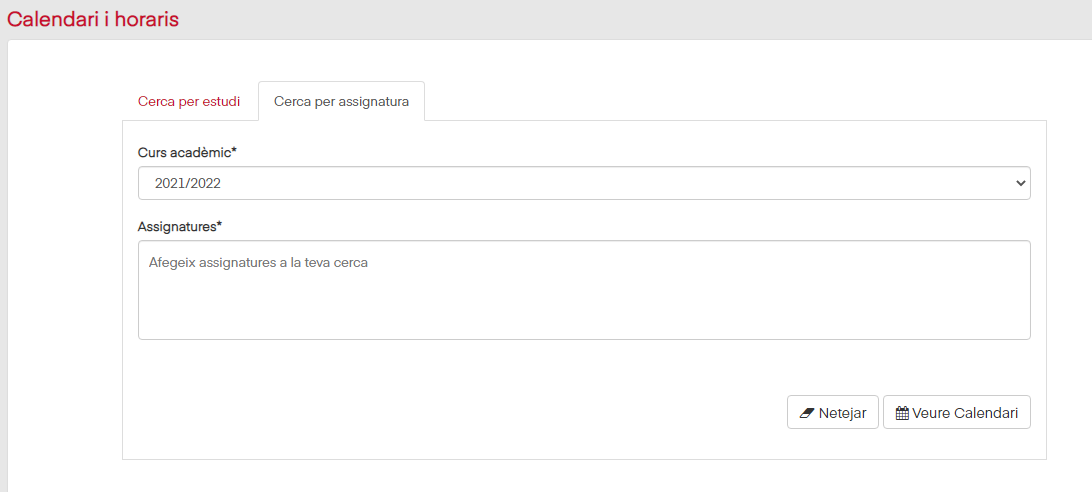 Calendari i horaris
Cerca per estudi
Cerca per assignatura
Curs acadèmic*
2021/2022
Assignatures*
Afegeix assignatures a la teva cerca
Netejar
Veure Calendari